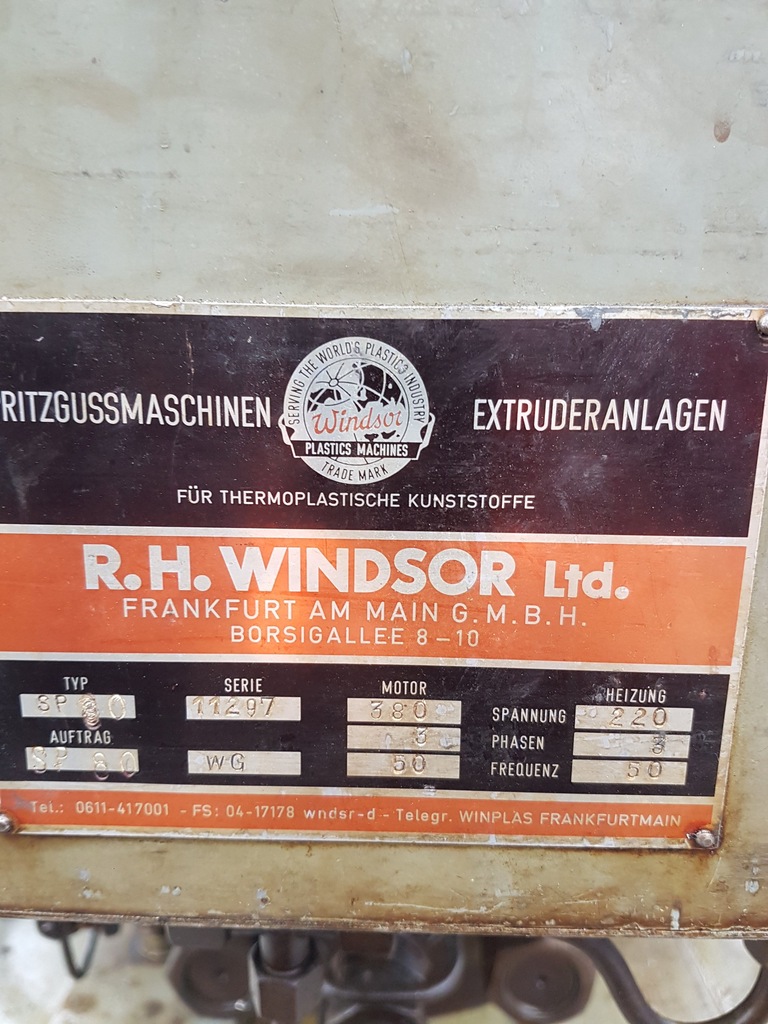 RITZGUSSMASCHINEN
SERVING THE WORLD'S PLASTICS INDUSTRY
Windsor
PLASTICS MACHINES
TRADE MARK
EXTRUDERANLAGEN
FÜR THERMOPLASTISCHE KUNSTSTOFFE
R.H. WINDSOR Ltd.
FRANKFURT AM MAIN G.M.B.H.
BORSIGALLEE 8-10
TYP SERIE MOTOR HEIZUNG
SP 80 11297 380 SPANNUNG 220
AUFTRAG 3 PHASEN 3
SP 80 WG 50 FREQUENZ 50
Tel.: 0611-417001 - FS: 04-17178 wndsr-d - Telegr. WINPLAS FRANKFURTMAIN